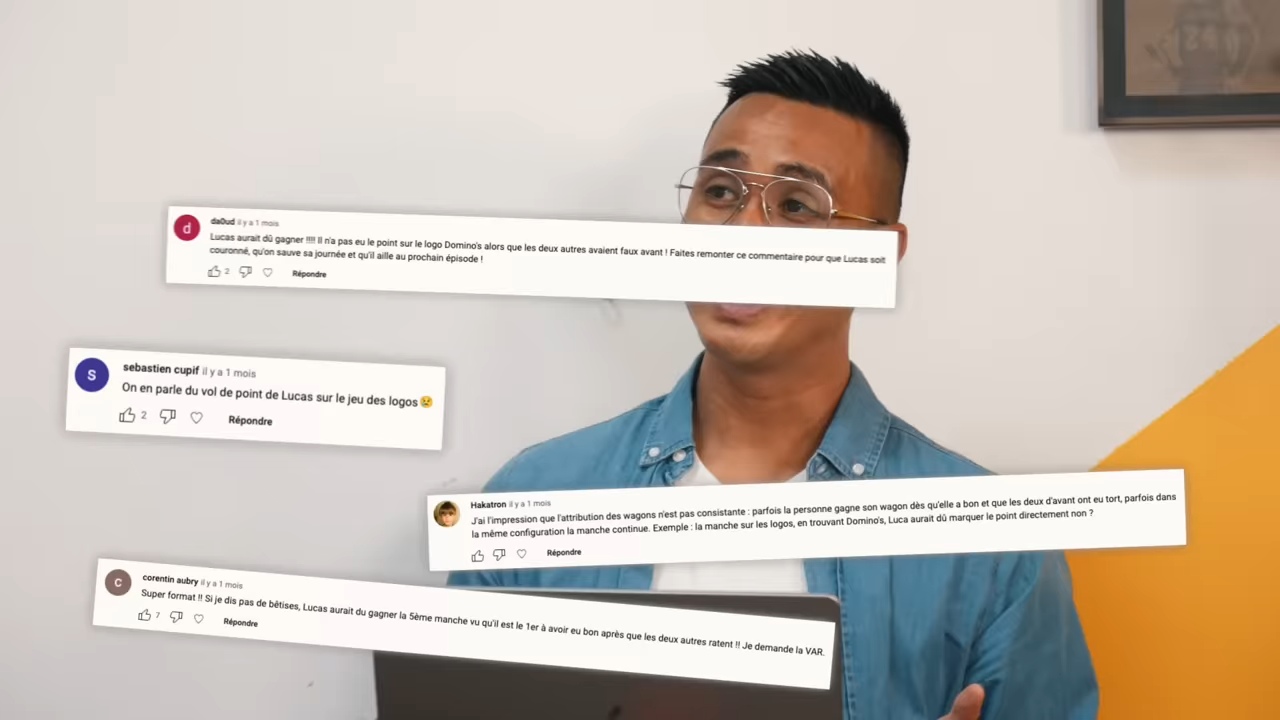 da0ud il y a 1 mois
Lucas aurait dû gagner !!!! Il n'a pas eu le point sur le logo Domino's alors que les deux autres avaient faux avant ! Faites remonter ce commentaire pour que Lucas soit
couronné, qu'on sauve sa journée et qu'il aille au prochain épisode !
2 Répondre
sebastien cupif il y a 1 mois
On en parle du vol de point de Lucas sur le jeu des logos😢
2 Répondre
Hakatron il y a 1 mois
J'ai l'impression que l'attribution des wagons n'est pas consistante : parfois la personne gagne son wagon dès qu'elle a bon et que les deux d'avant ont eu tort, parfois dans
la même configuration la manche continue. Exemple : la manche sur les logos, en trouvant Domino's, Luca aurait dû marquer le point directement non ?
Répondre
corentin aubry il y a 1 mois
Super format !! Si je dis pas de bêtises, Lucas aurait du gagner la 5ème manche vu qu'il est le 1er à avoir eu bon après que les deux autres ratent !! Je demande la VAR.
7 Répondre